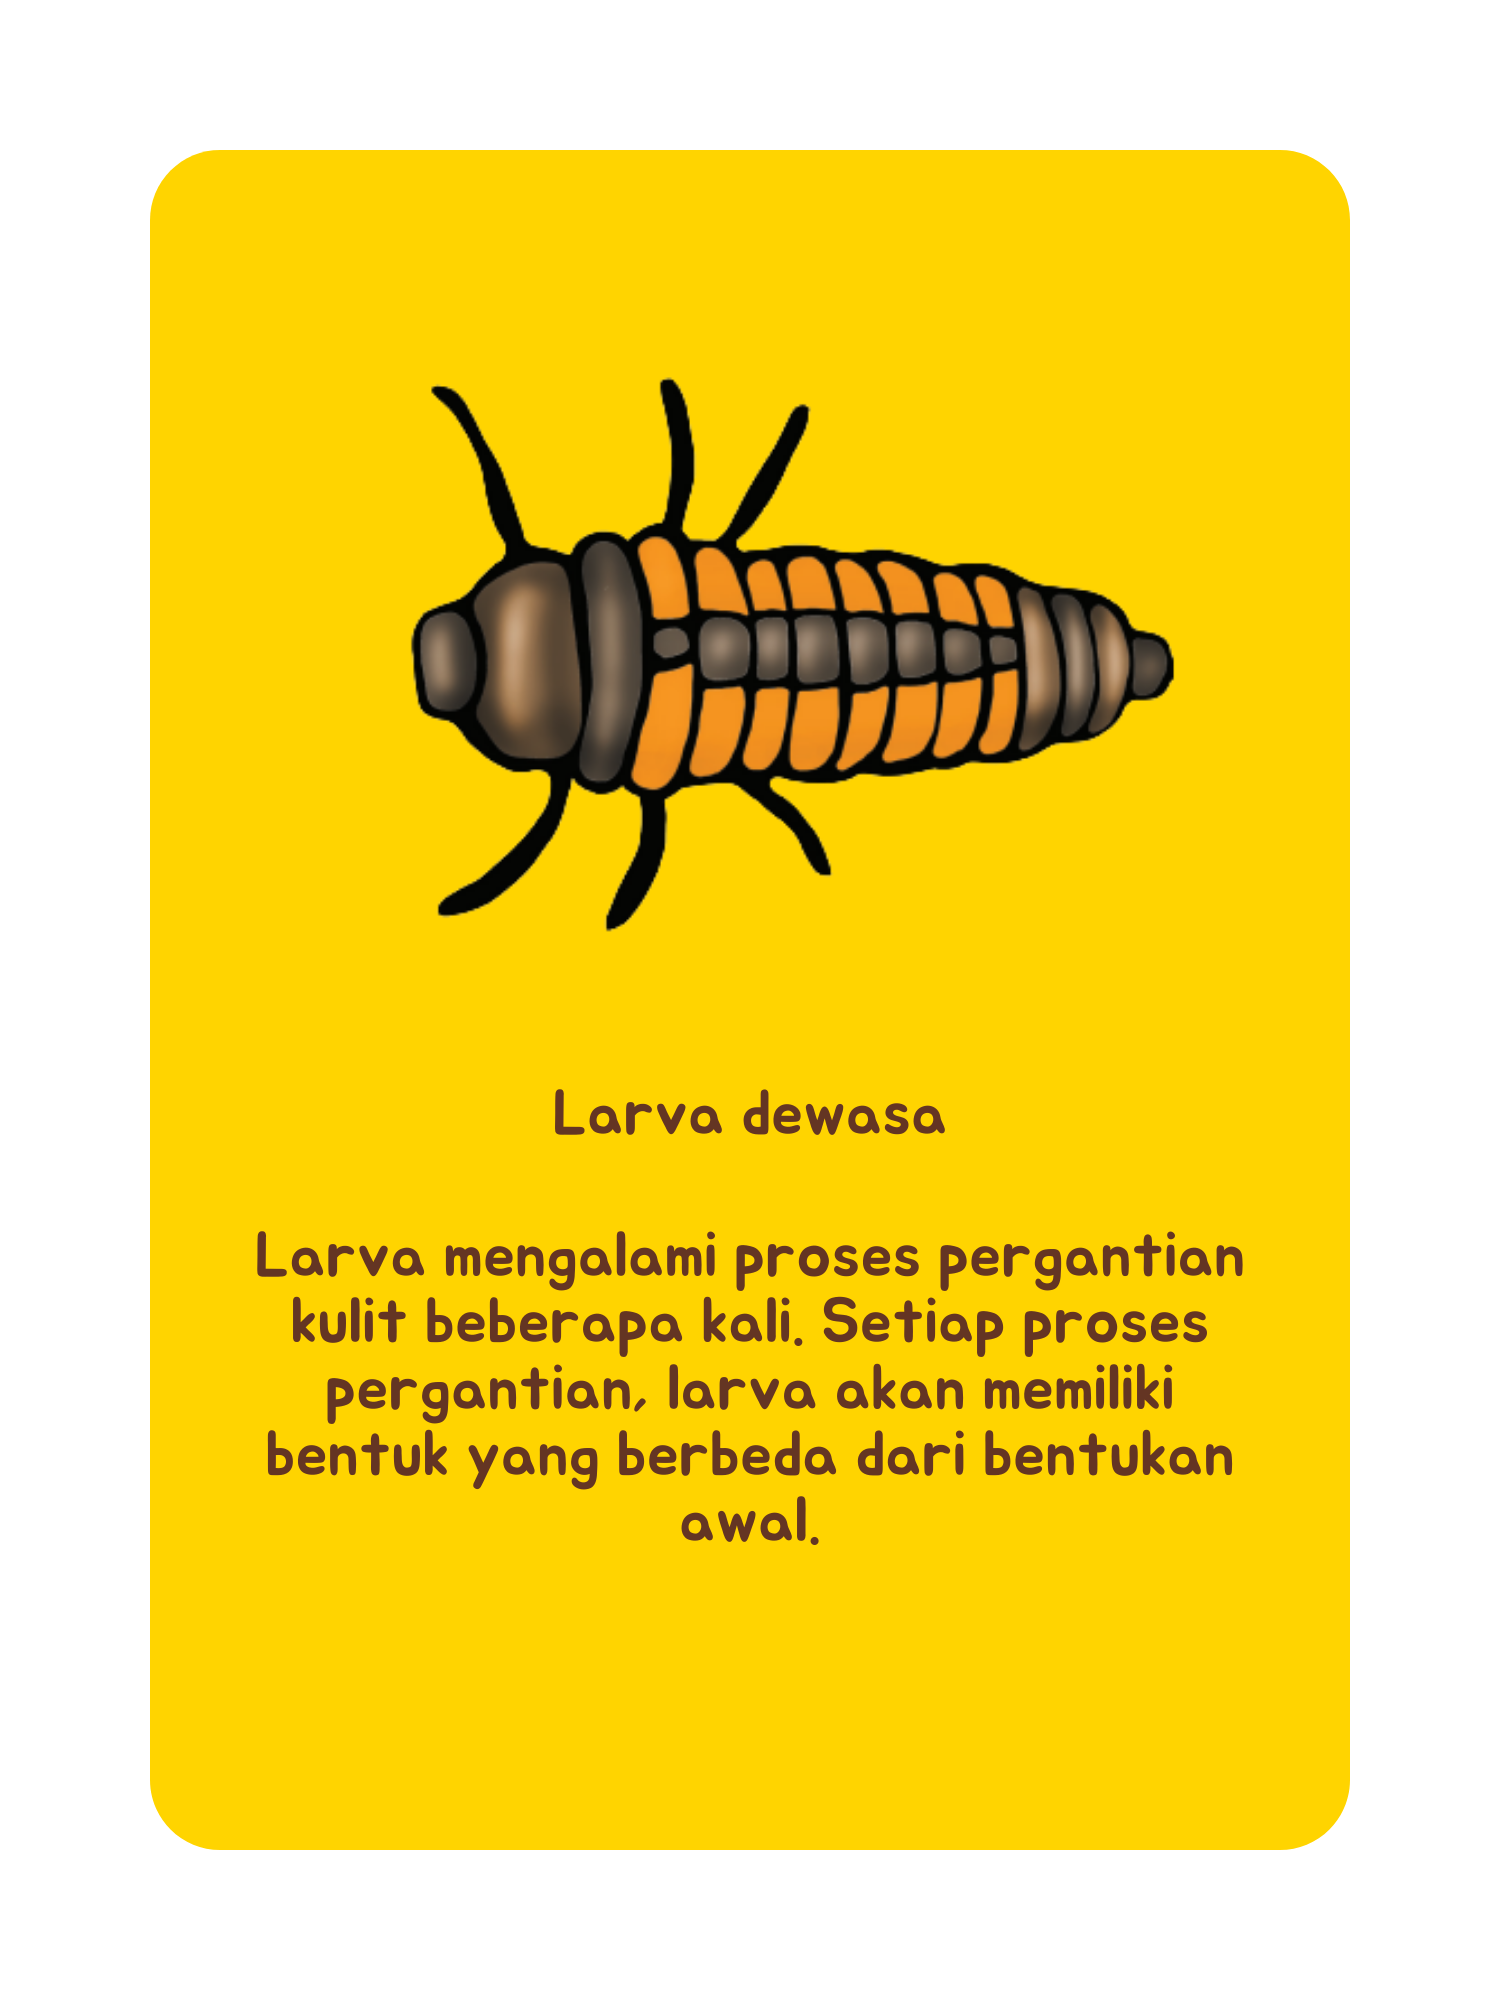 Larva dewasa
Larva mengalami proses pergantian
kulit beberapa kali. Setiap proses
pergantian, larva akan memiliki
bentuk yang berbeda dari bentukan
awal.